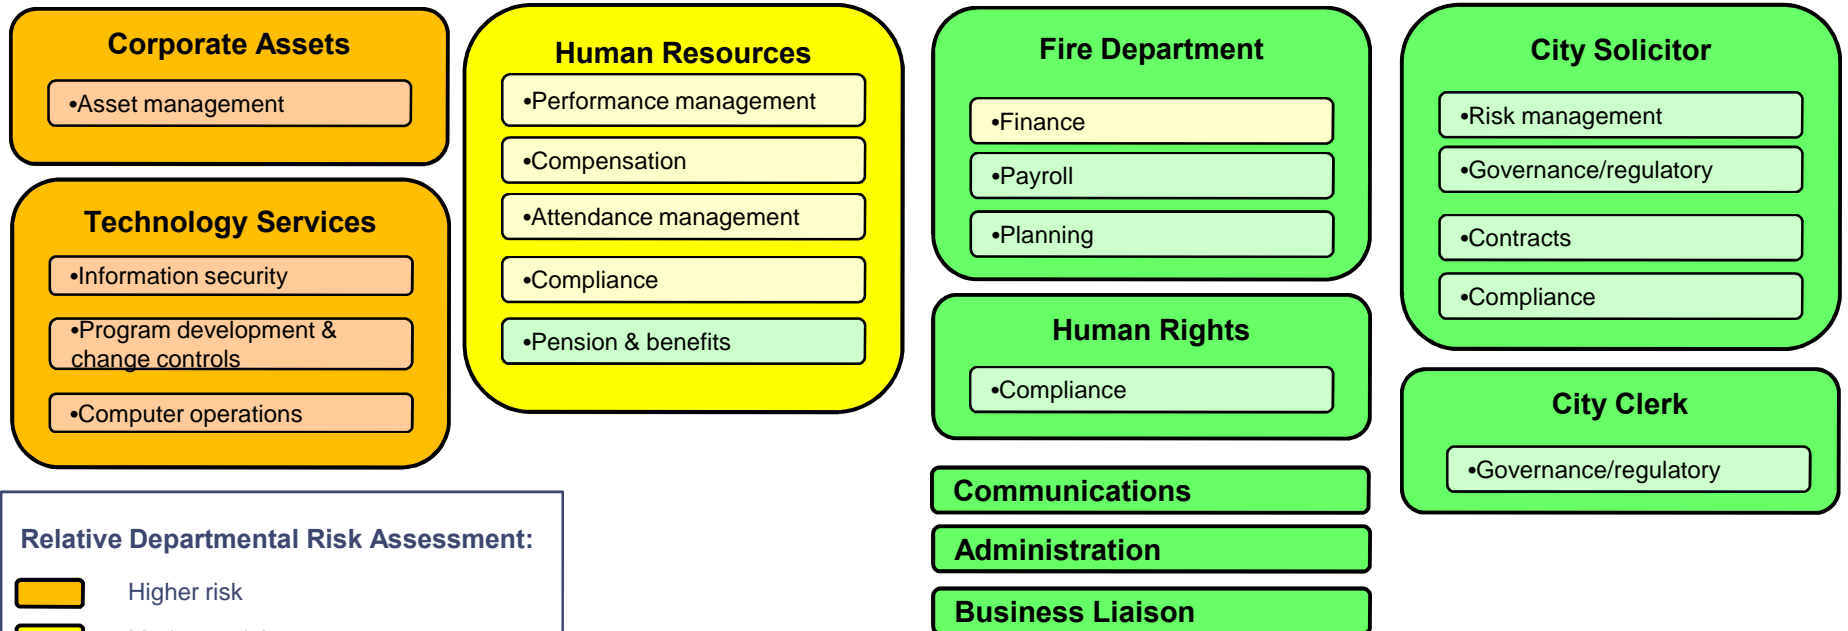 Corporate Assets
•Asset management
Technology Services
•Information security
•Program development &
change controls
•Computer operations
Human Resources
•Performance management
•Compensation
•Attendance management
•Compliance
•Pension & benefits
Fire Department
•Finance
•Payroll
•Planning
Human Rights
•Compliance
Communications
Administration
Business Liaison
City Solicitor
•Risk management
•Governance/regulatory
•Contracts
•Compliance
City Clerk
•Governance/regulatory
Relative Departmental Risk Assessment:
Higher risk